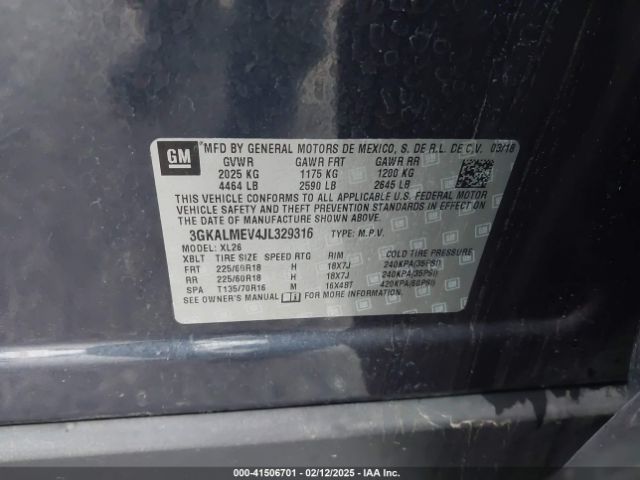 GM
MFD BY GENERAL MOTORS DE MEXICO, S. DE R.L. DE C.V. 03/18
GVWR GAWR FRT GAWR RR
2025 KG 1175 KG 1200 KG
4464 LB 2590 LB 2645 LB
THIS VEHICLE CONFORMS TO ALL APPLICABLE U.S. FEDERAL MOTOR
VEHICLE SAFETY AND THEFT PREVENTION STANDARDS IN EFFECT ON
THE DATE OF MANUFACTURE SHOWN ABOVE.
3GKALMEV4JL329316 TYPE: M.P.V.
MODEL: XL26
XBLT TIRE SIZE SPEED RTG RIM COLD TIRE PRESSURE
FRT 225/60R18 H 18X7J 240KPA(35PSI)
RR 225/60R18 H 18X7J 240KPA(35PSI)
SPA T135/70R16 M 16X4BT 420KPA(60PSI)
SEE OWNER'S MANUAL FOR MORE INFORMATION.
000-41506701 - 02/12/2025 - IAA Inc.